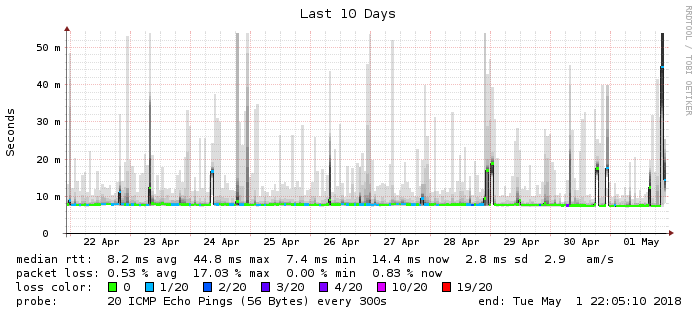 Last 10 Days
RRDTOOL / TOBI OETIKER
Seconds
50 m
40 m
30 m
20 m
10 m
0
22 Apr 23 Apr 24 Apr 25 Apr 26 Apr 27 Apr 28 Apr 29 Apr 30 Apr 01 May
median rtt: 8.2 ms avg 44.8 ms max 7.4 ms min 14.4 ms now 2.8 ms sd 2.9 am/s
packet loss: 0.53 % avg 17.03 % max 0.00 % min 0.83 % now
loss color: 0 1/20 2/20 3/20 4/20 10/20 19/20
probe: 20 ICMP Echo Pings (56 Bytes) every 300s end: Tue May 1 22:05:10 2018